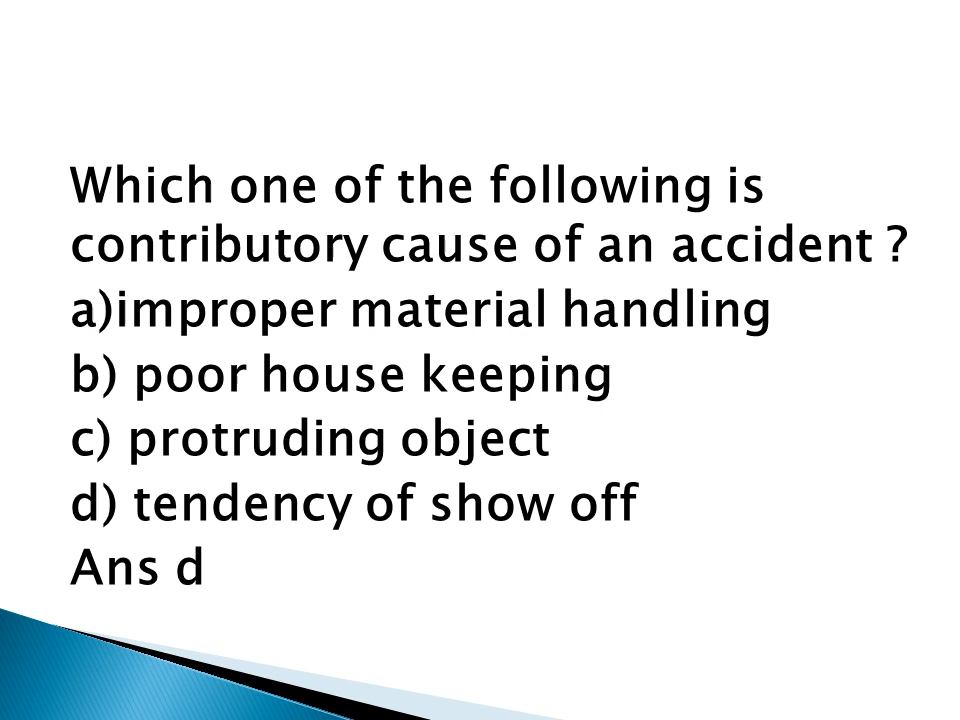 Which one of the following is
contributory cause of an accident ?
a)improper material handling
b) poor house keeping
c) protruding object
d) tendency of show off
Ans d